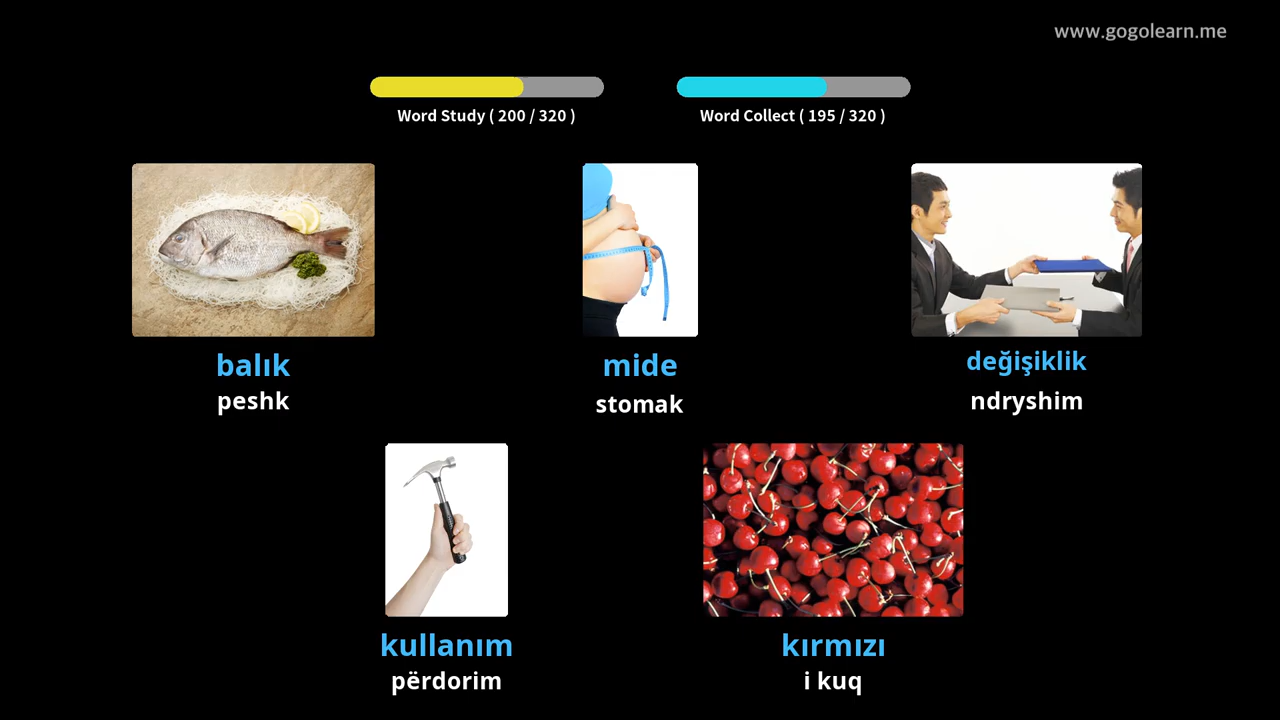 www.gogolearn.me
Word Study ( 200 / 320 )
Word Collect ( 195 / 320 )
balık
peshk
mide
stomak
değişiklik
ndryshim
kullanım
përdorim
kırmızı
i kuq